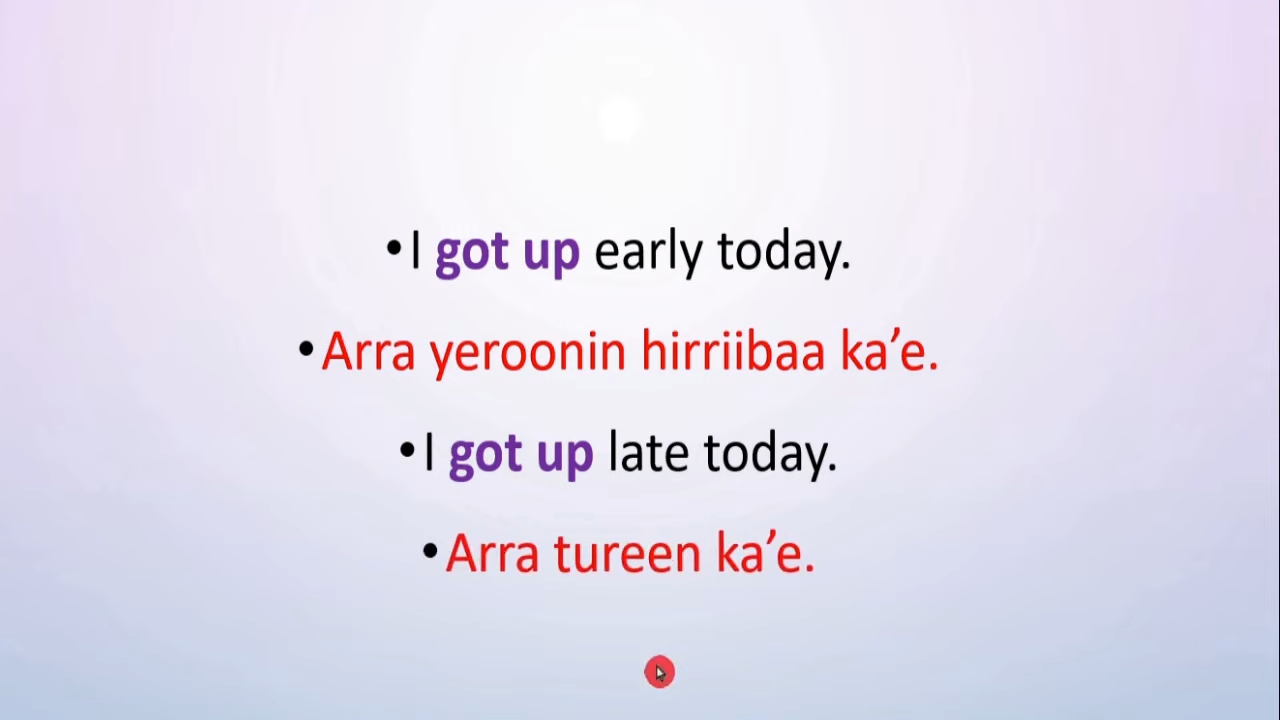 •I got up early today.
•Arra yeroonin hirriibaa ka’e.
•I got up late today.
•Arra tureen ka’e.